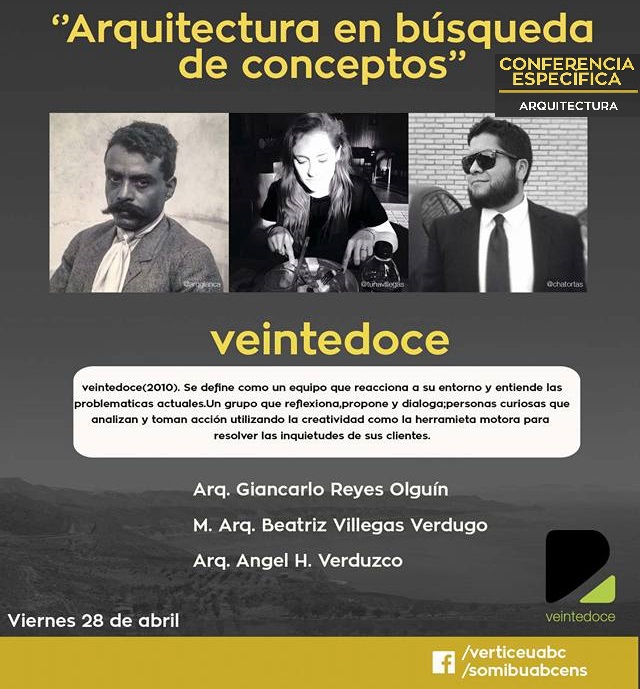 “Arquitectura en búsqueda
de conceptos”
CONFERENCIA
ESPECÍFICA
ARQUITECTURA
@tunavillegas
@chatortas
veintedoce
veintedoce(2010). Se define como un equipo que reacciona a su entorno y entiende las
problematicas actuales.Un grupo que reflexiona,propone y dialoga;personas curiosas que
analizan y toman acción utilizando la creatividad como la herramieta motora para
resolver las inquietudes de sus clientes.
Arq. Giancarlo Reyes Olguín
M. Arq. Beatriz Villegas Verdugo
Arq. Angel H. Verduzco
veintedoce
Viernes 28 de abril
/verticeuabc
/somibuabcens